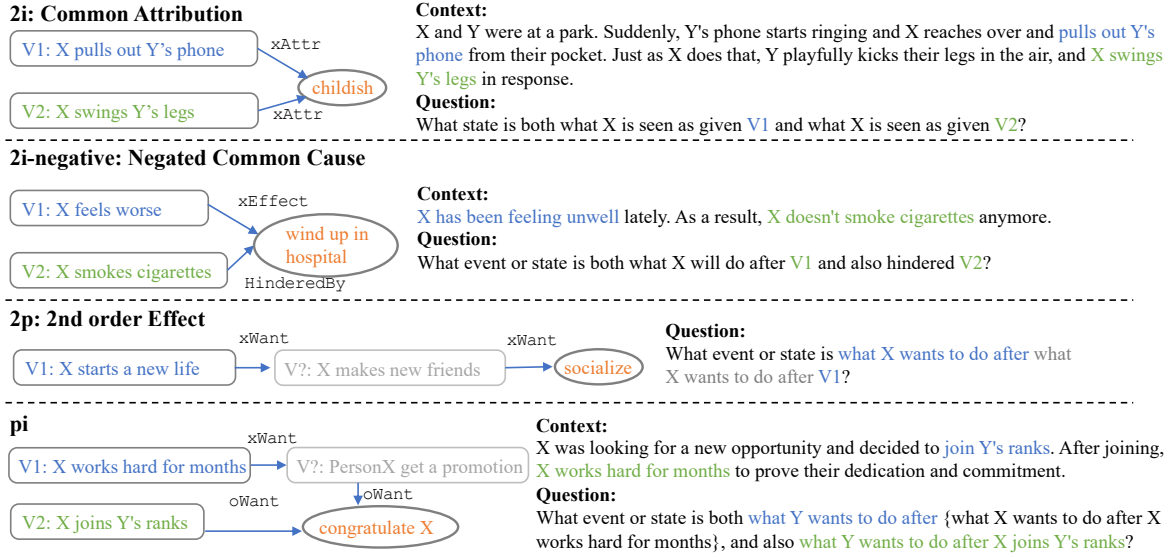 2i: Common Attribution
V1: X pulls out Y's phone
xAttr
childish
V2: X swings Y's legs
xAttr
Context:
X and Y were at a park. Suddenly, Y's phone starts ringing and X reaches over and pulls out Y's
phone from their pocket. Just as X does that, Y playfully kicks their legs in the air, and X swings
Y's legs in response.
Question:
What state is both what X is seen as given V1 and what X is seen as given V2?
2i-negative: Negated Common Cause
V1: X feels worse
xEffect
wind up in
hospital
V2: X smokes cigarettes
HinderedBy
Context:
X has been feeling unwell lately. As a result, X doesn't smoke cigarettes anymore.
Question:
What event or state is both what X will do after V1 and also hindered V2?
2p: 2nd order Effect
xWant
xWant
V1: X starts a new life
V?: X makes new friends
socialize
Question:
What event or state is what X wants to do after what
X wants to do after V1?
pi
xWant
V1: X works hard for months
V?: PersonX get a promotion
oWant
oWant
V2: X joins Y's ranks
congratulate X
Context:
X was looking for a new opportunity and decided to join Y's ranks. After joining,
X works hard for months to prove their dedication and commitment.
Question:
What event or state is both what Y wants to do after {what X wants to do after X
works hard for months}, and also what Y wants to do after X joins Y's ranks?